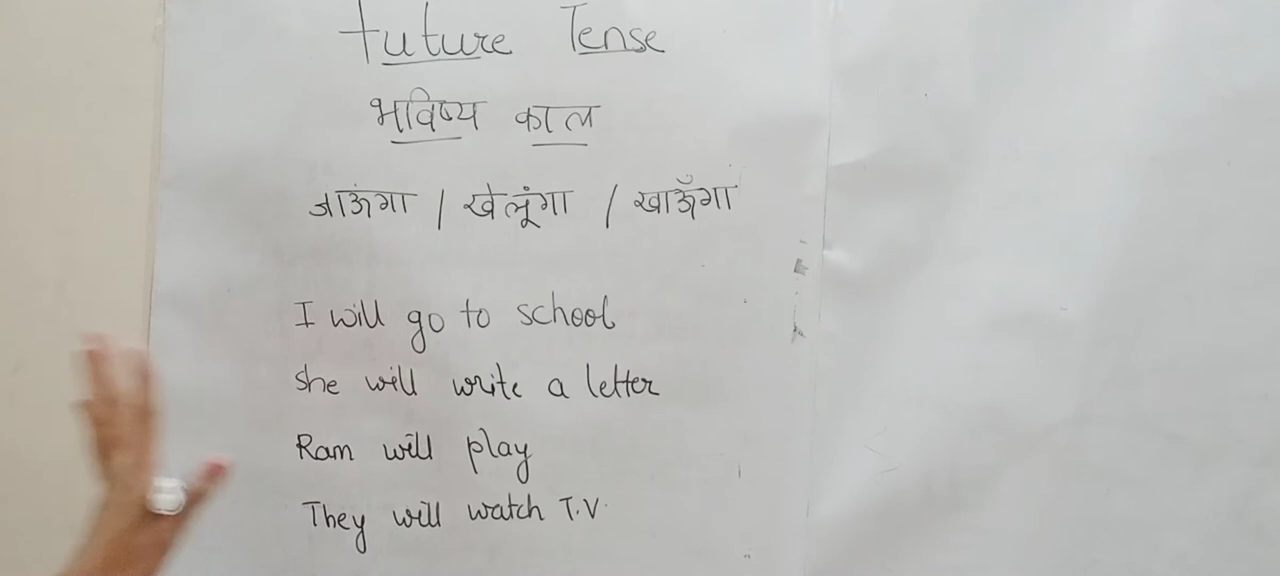 Future Tense
भविष्य काल
जाऊंगा / खेलूंगा / खाऊँगा
I will go to school
She will write a letter
Ram will play
They will watch T.V.